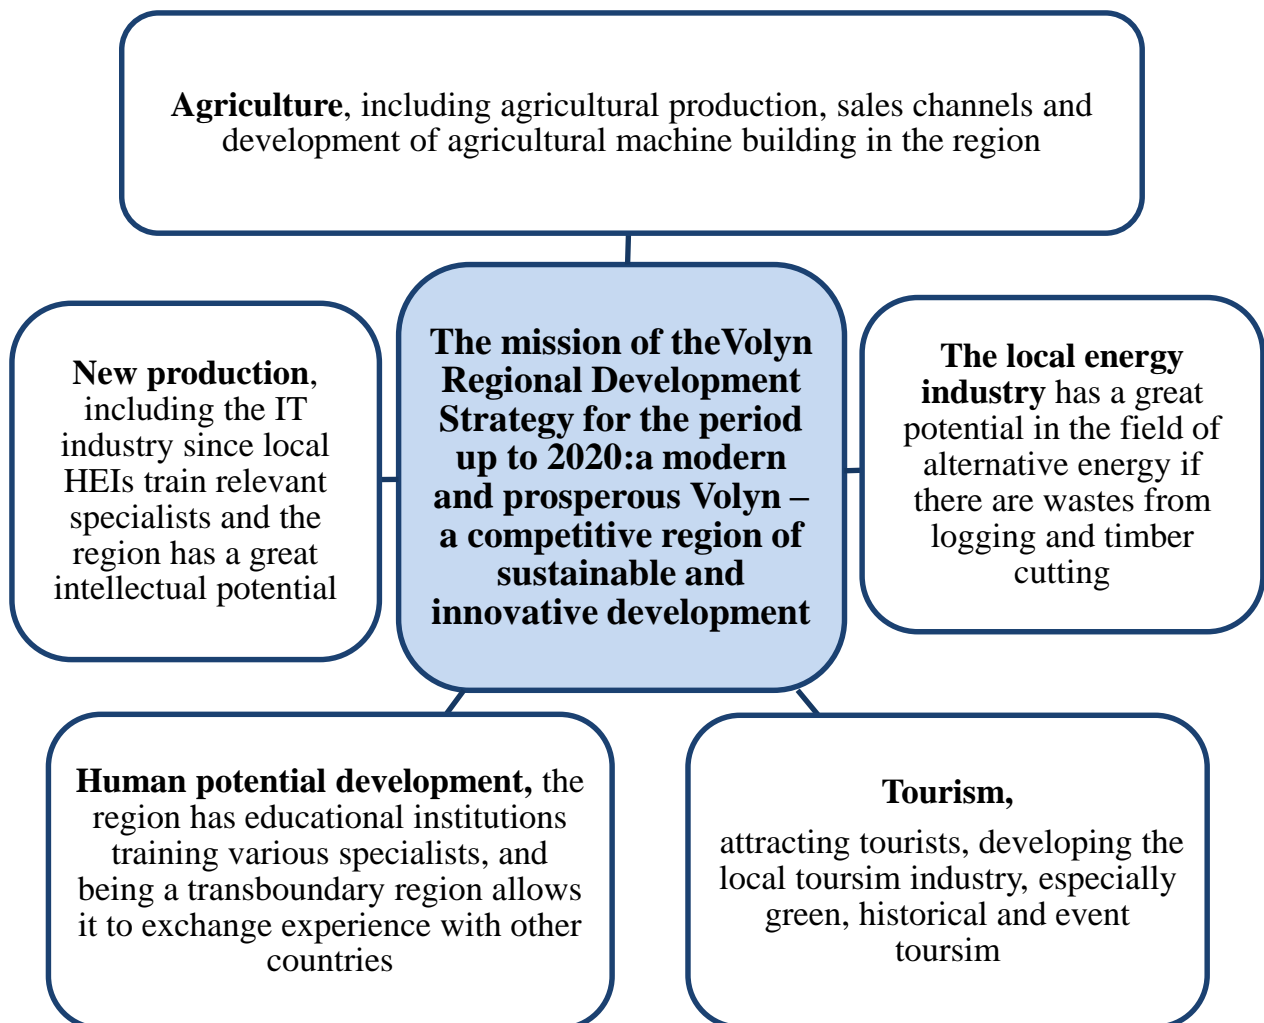 Agriculture, including agricultural production, sales channels and
development of agricultural machine building in the region
New production,
including the IT
industry since local
HEIs train relevant
specialists and the
region has a great
intellectual potential
The mission of theVolyn
Regional Development
Strategy for the period
up to 2020:a modern
and prosperous Volyn –
a competitive region of
sustainable and
innovative development
The local energy
industry has a great
potential in the field of
alternative energy if
there are wastes from
logging and timber
cutting
Human potential development, the
region has educational institutions
training various specialists, and
being a transboundary region allows
it to exchange experience with other
countries
Tourism,
attracting tourists, developing the
local toursim industry, especially
green, historical and event
toursim